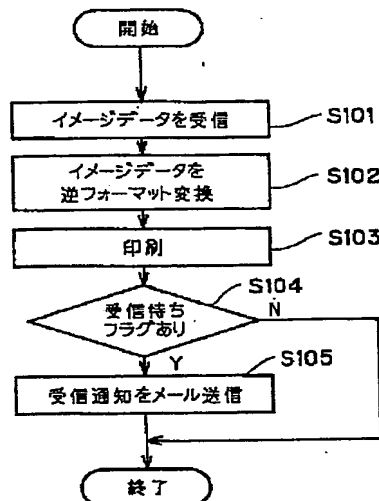 開始
イメージデータを受信
S101
イメージデータを
逆フォーマット変換
S102
印刷
S103
受信待ち
フラグあり
S104
N
Y
受信通知をメール送信
S105
終了